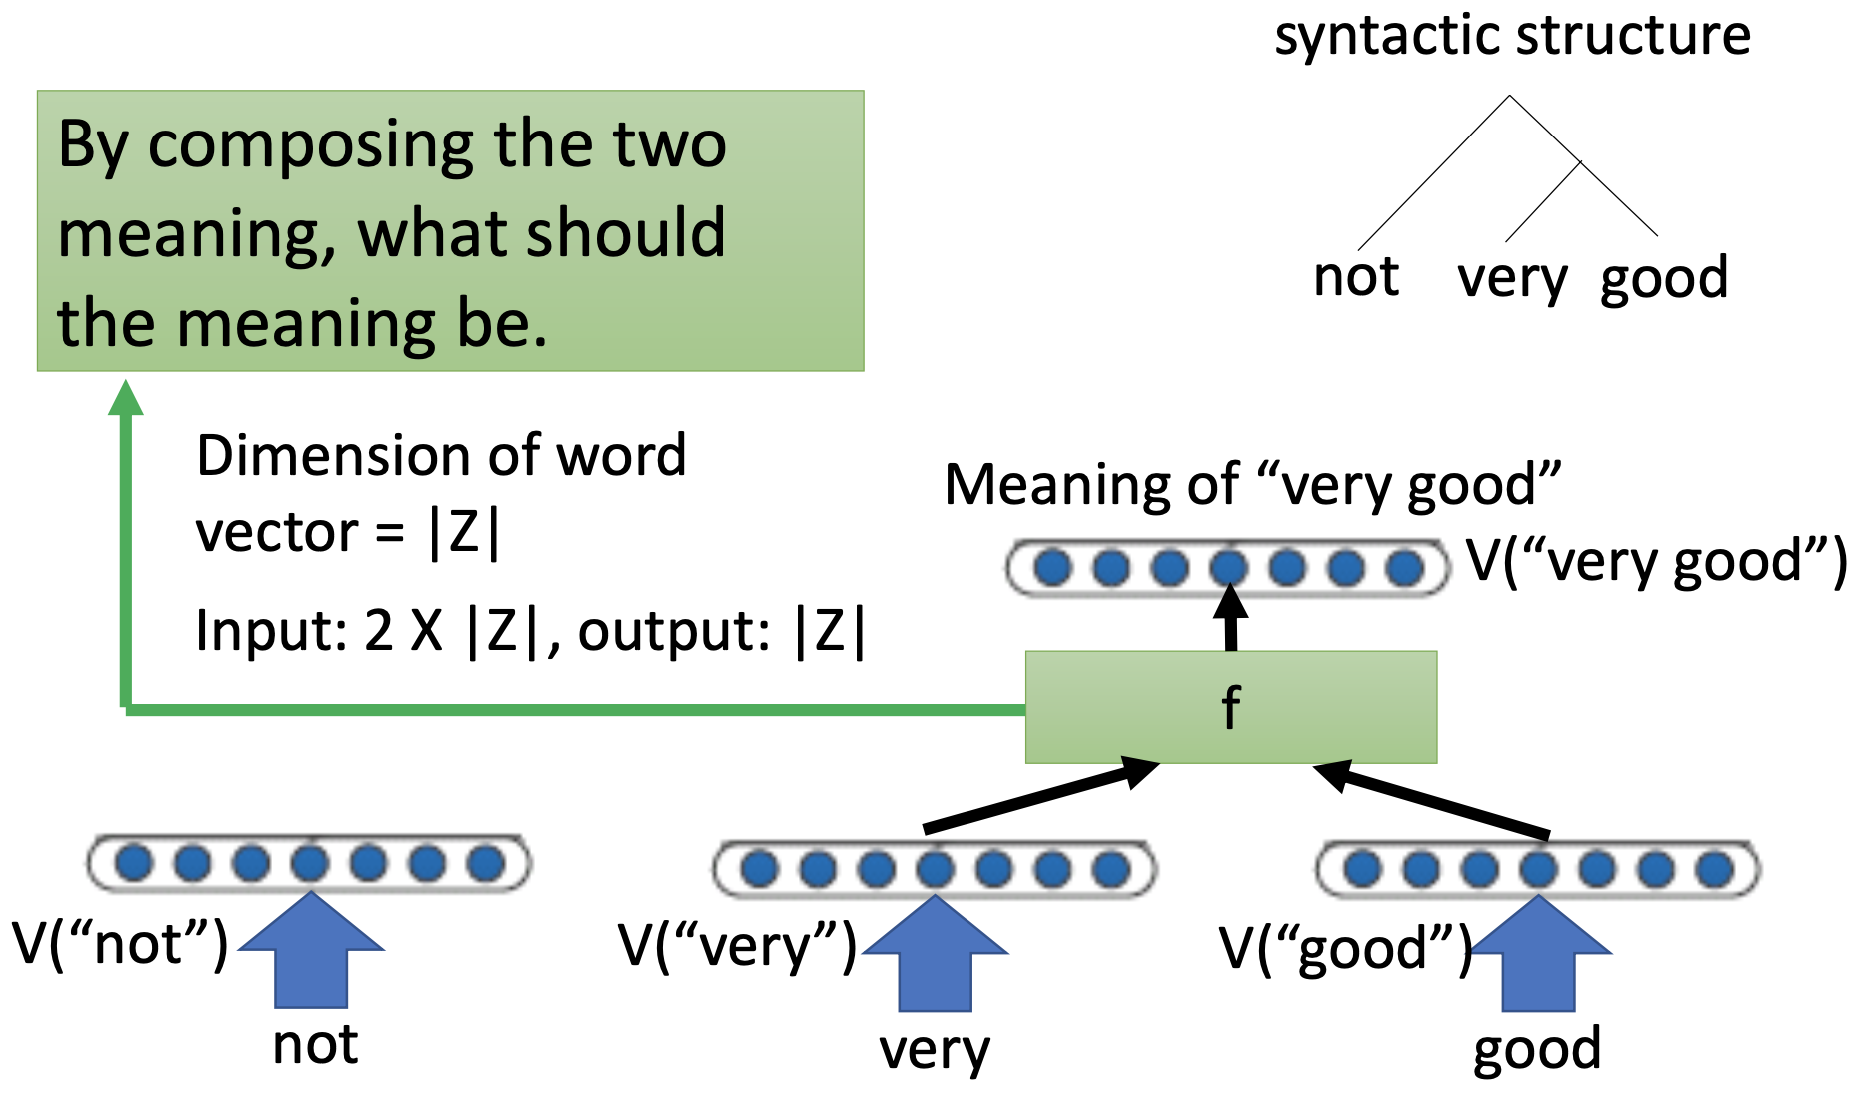 syntactic structure
not very good
By composing the two
meaning, what should
the meaning be.
Dimension of word
vector = |Z|
Input: 2 X |Z|, output: |Z|
Meaning of “very good”
V(“very good”)
f
V(“not”)
V(“very”)
V(“good”)
not
very
good